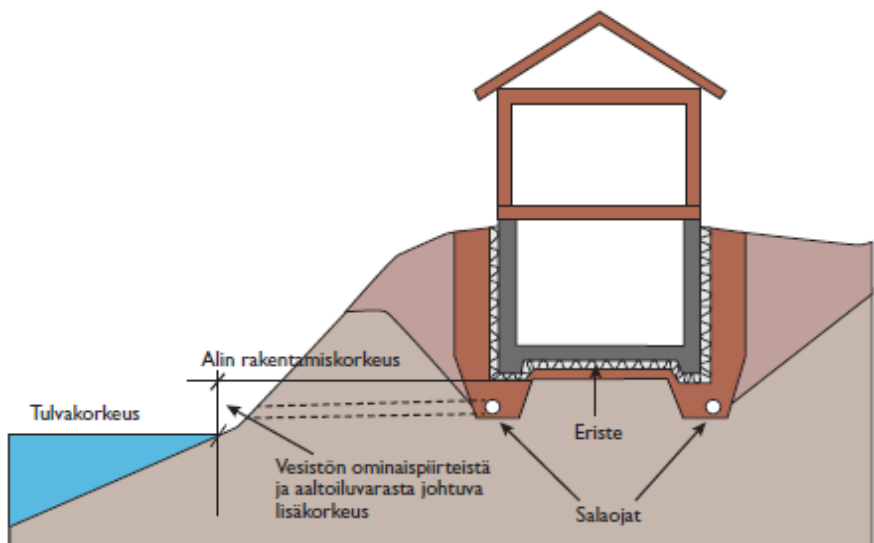 Alin rakentamiskorkeus
Tulvakorkeus
Eriste
Vesistön ominaispiirteistä
ja aaltoiluvarasta johtuva
lisäkorkeus
Salaojat